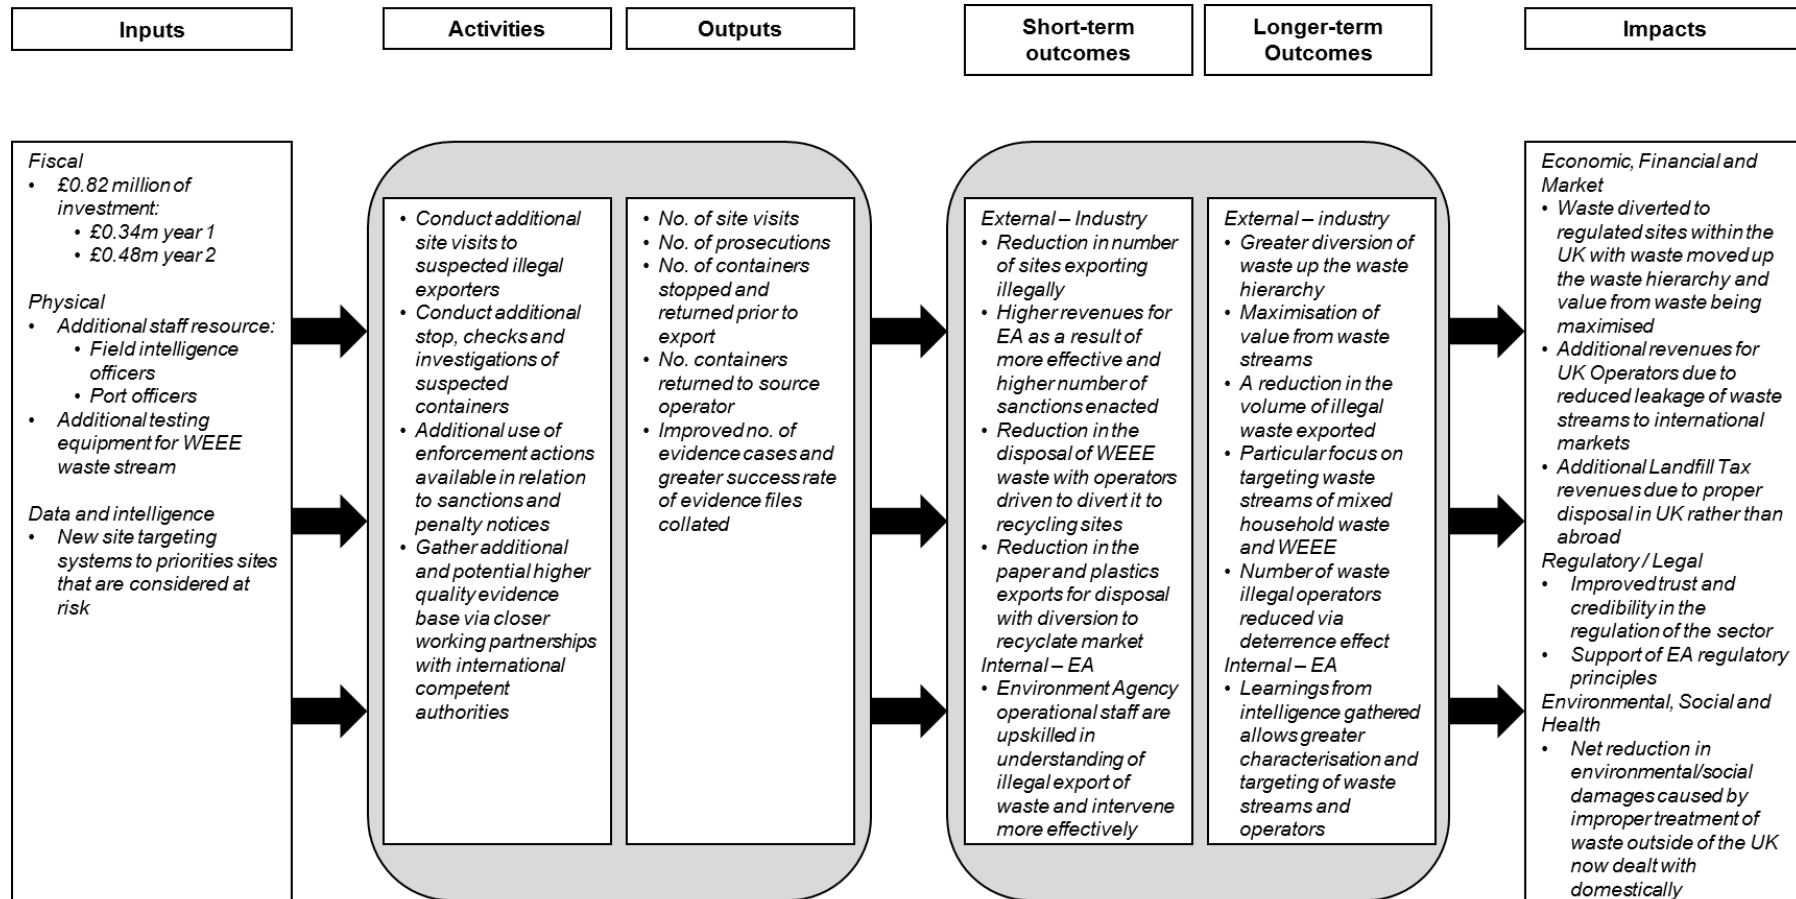 Inputs
Activities
Outputs
Short-term
outcomes
Longer-term
Outcomes
Impacts
Fiscal
• £0.82 million of
investment:
• £0.34m year 1
• £0.48m year 2
Physical
• Additional staff resource:
• Field intelligence
officers
• Port officers
• Additional testing
equipment for WEEE
waste stream
Data and intelligence
• New site targeting
systems to priorities sites
that are considered at
risk
• Conduct additional
site visits to
suspected illegal
exporters
• Conduct additional
stop, checks and
investigations of
suspected
containers
• Additional use of
enforcement actions
available in relation
to sanctions and
penalty notices
• Gather additional
and potential higher
quality evidence
base via closer
working partnerships
with international
competent
authorities
• No. of site visits
• No. of prosecutions
• No. of containers
stopped and
returned prior to
export
• No. containers
returned to source
operator
• Improved no. of
evidence cases and
greater success rate
of evidence files
collated
External – Industry
• Reduction in number
of sites exporting
illegally
• Higher revenues for
EA as a result of
more effective and
higher number of
sanctions enacted
• Reduction in the
disposal of WEEE
waste with operators
driven to divert it to
recycling sites
• Reduction in the
paper and plastics
exports for disposal
with diversion to
recyclate market
Internal – EA
• Environment Agency
operational staff are
upskilled in
understanding of
illegal export of
waste and intervene
more effectively
External – industry
• Greater diversion of
waste up the waste
hierarchy
• Maximisation of
value from waste
streams
• A reduction in the
volume of illegal
waste exported
• Particular focus on
targeting waste
streams of mixed
household waste
and WEEE
• Number of waste
illegal operators
reduced via
deterrence effect
Internal – EA
• Learnings from
intelligence gathered
allows greater
characterisation and
targeting of waste
streams and
operators
Economic, Financial and
Market
• Waste diverted to
regulated sites within the
UK with waste moved up
the waste hierarchy and
value from waste being
maximised
• Additional revenues for
UK Operators due to
reduced leakage of waste
streams to international
markets
• Additional Landfill Tax
revenues due to proper
disposal in UK rather than
abroad
Regulatory / Legal
• Improved trust and
credibility in the
regulation of the sector
• Support of EA regulatory
principles
Environmental, Social and
Health
• Net reduction in
environmental/social
damages caused by
improper treatment of
waste outside of the UK
now dealt with
domestically